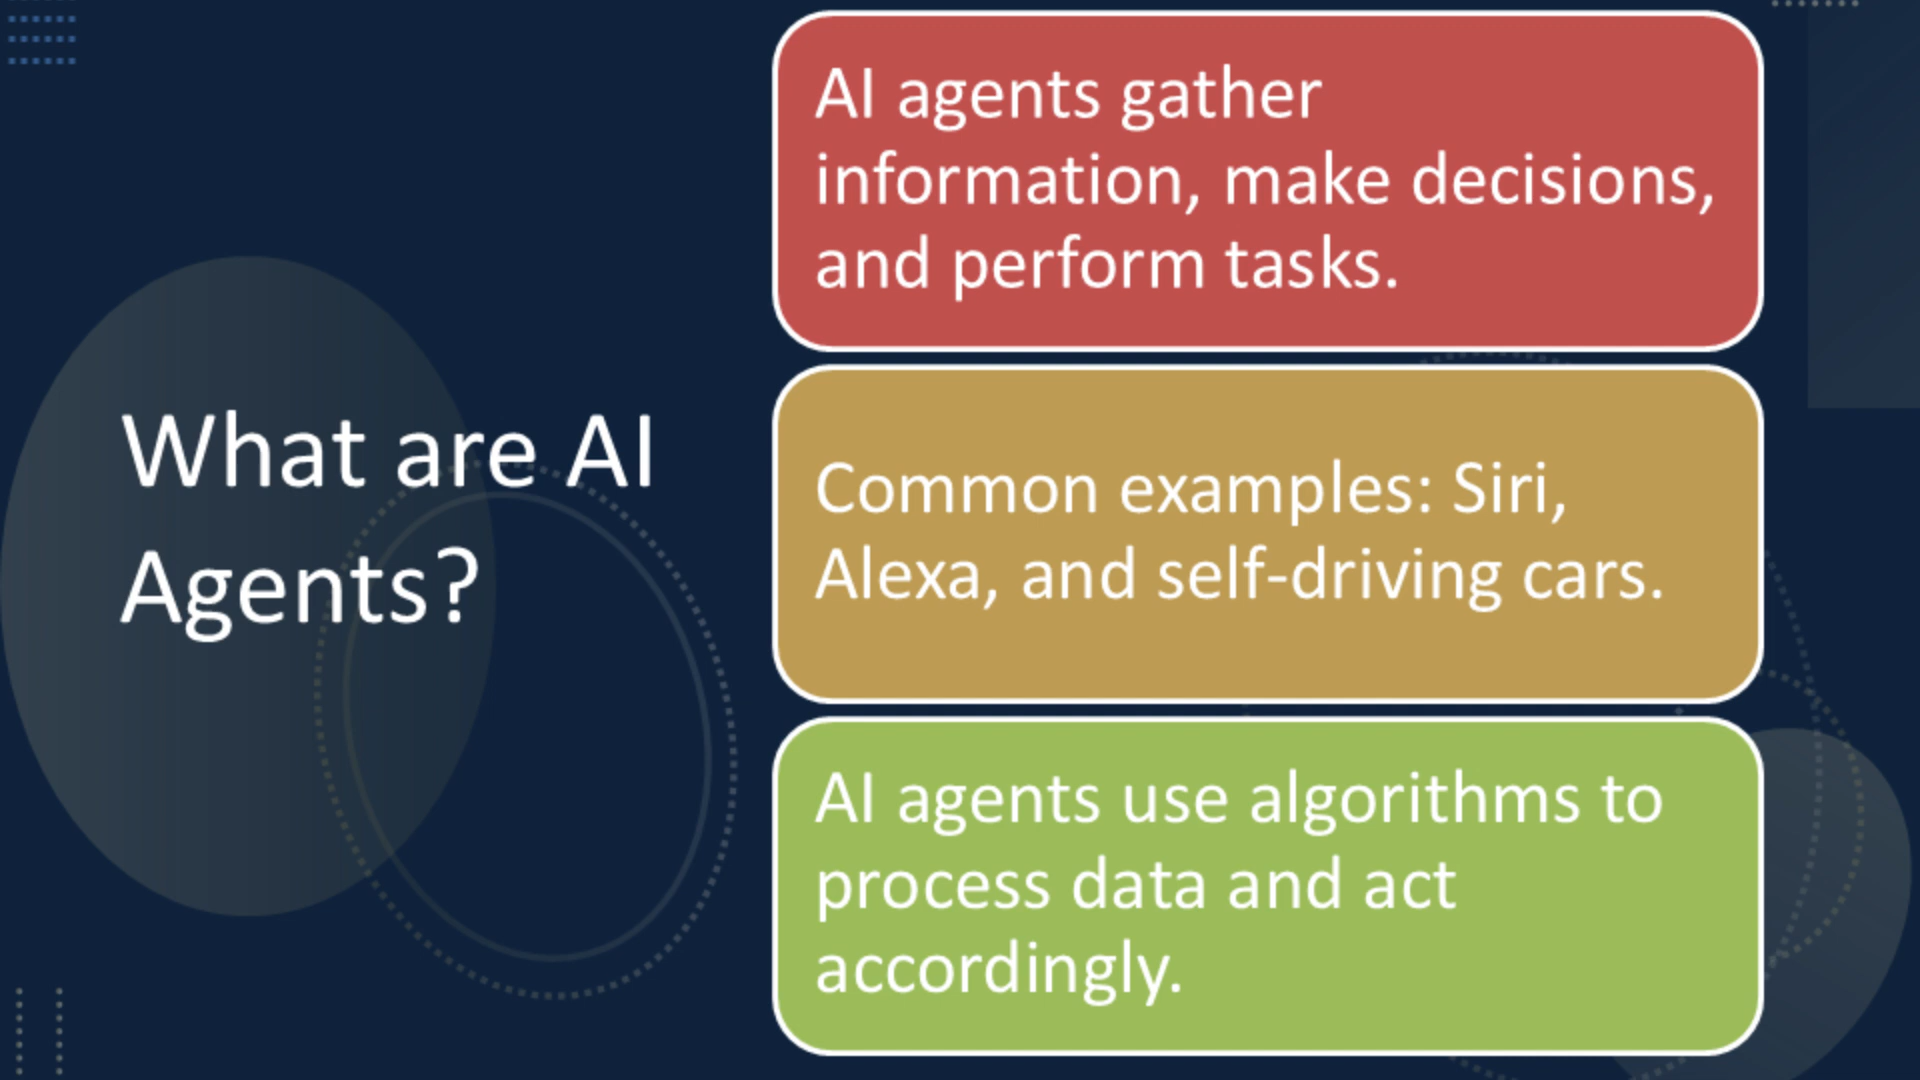 What are AI
Agents?
AI agents gather
information, make decisions,
and perform tasks.
Common examples: Siri,
Alexa, and self-driving cars.
AI agents use algorithms to
process data and act
accordingly.